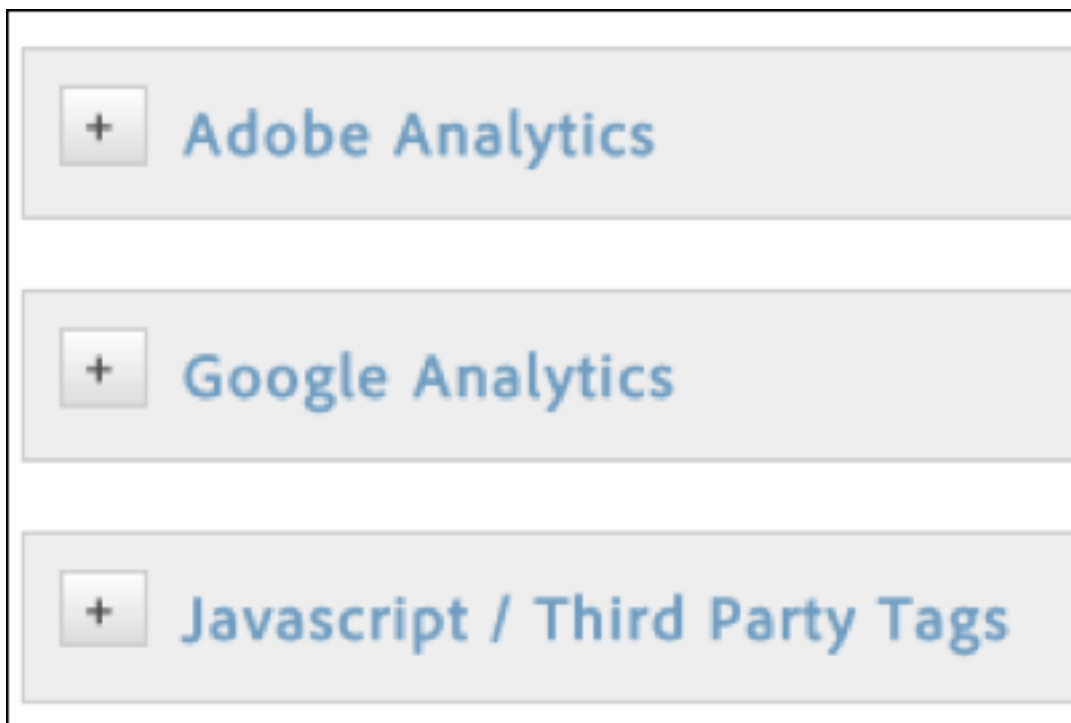 + Adobe Analytics
+ Google Analytics
+ Javascript / Third Party Tags